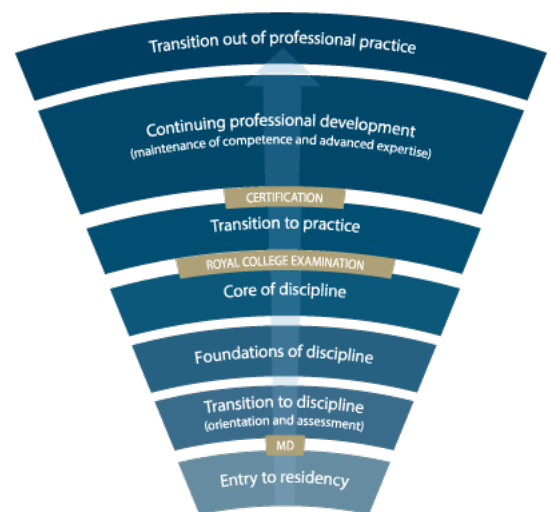 Transition out of professional practice
Continuing professional development
(maintenance of competence and advanced expertise)
CERTIFICATION
Transition to practice
ROYAL COLLEGE EXAMINATION
Core of discipline
Foundations of discipline
Transition to discipline
(orientation and assessment)
MD
Entry to residency